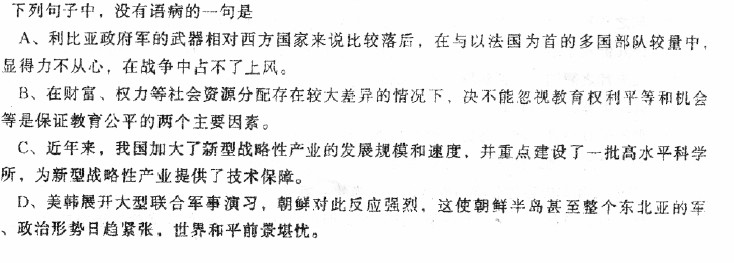 下列句子中，没有语病的一句是
A、利比亚政府军的武器相对西方国家来说比较落后，在与以法国为首的多国部队较量中，
显得力不从心，在战争中占不了上风。
B、在财富、权力等社会资源分配存在较大差异的情况下，决不能忽视教育权利平等和机会
等是保证教育公平的两个主要因素。
C、近年来，我国加大了新型战略性产业的发展规模和速度，并重点建设了一批高水平科学
所，为新型战略性产业提供了技术保障。
D、美韩展开大型联合军事演习，朝鲜对此反应强烈，这使朝鲜半岛甚至整个东北亚的军
、政治形势日趋紧张，世界和平前景堪忧。